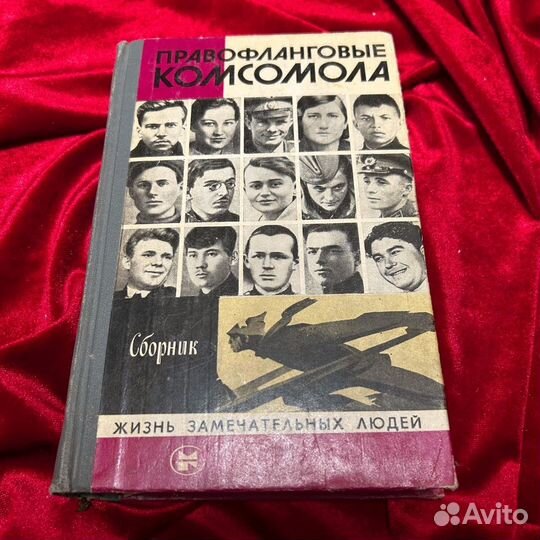 ПРАВОФЛАНГОВЫЕ
КОМСОМОЛА
Сборник
ЖИЗНЬ ЗАМЕЧАТЕЛЬНЫХ ЛЮДЕЙ
Avito